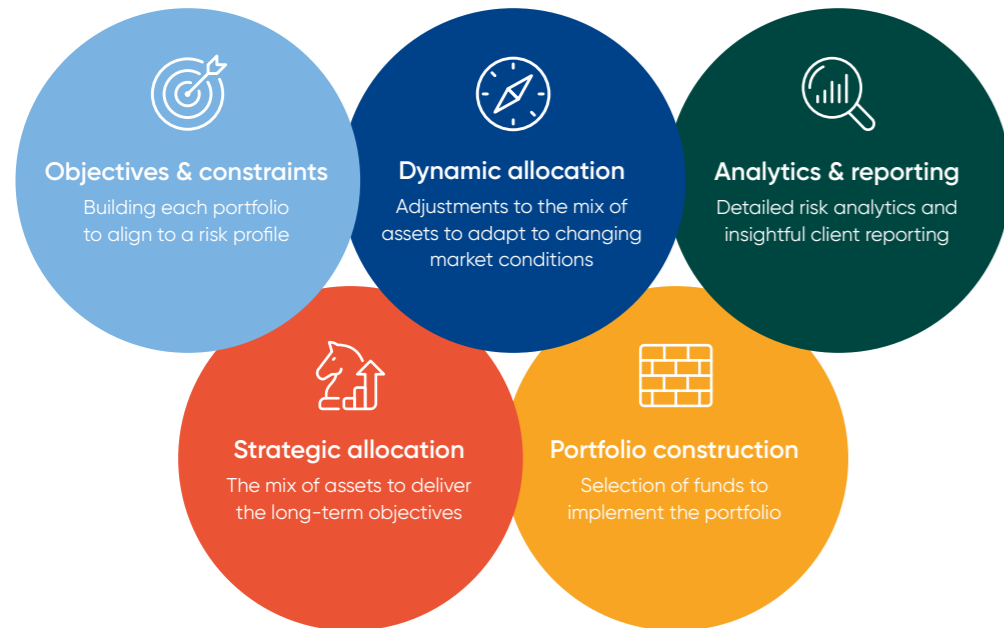 Objectives & constraints
Building each portfolio
to align to a risk profile
Dynamic allocation
Adjustments to the mix of
assets to adapt to changing
market conditions
Analytics & reporting
Detailed risk analytics and
insightful client reporting
Strategic allocation
The mix of assets to deliver
the long-term objectives
Portfolio construction
Selection of funds to
implement the portfolio